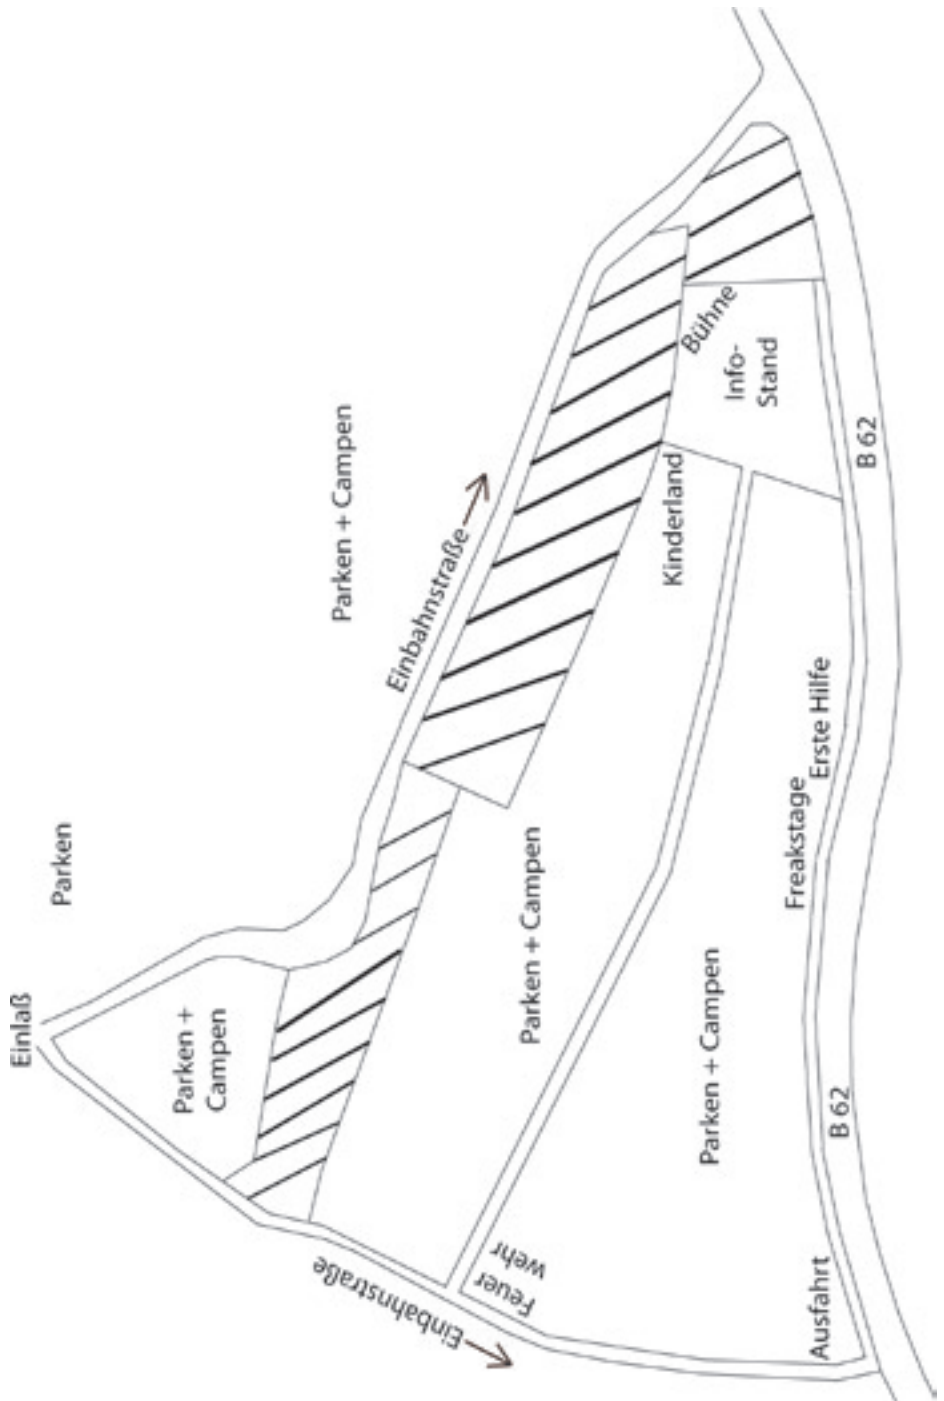 Einlaß
Parken
Parken +
Campen
Parken + Campen
Einbahnstraße
Einbahnstraße
Parken + Campen
Kinderland
Bühne
Info-
Stand
Feuer
wehr
Parken + Campen
Freakstage
Erste Hilfe
Ausfahrt
B 62
B 62